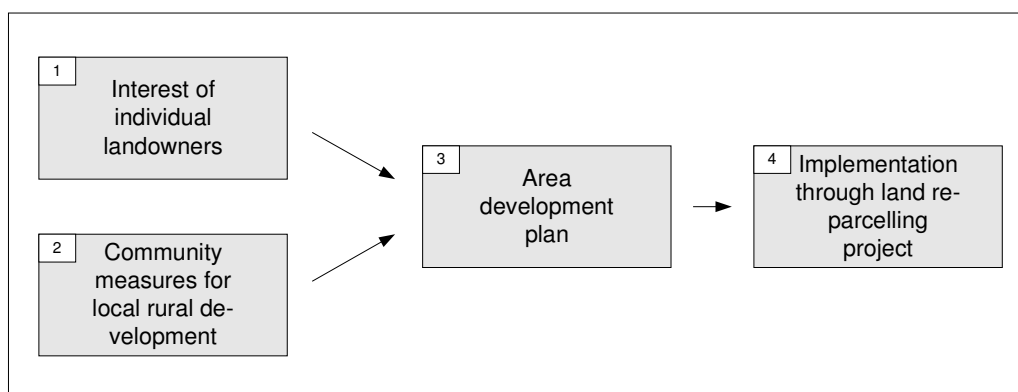 1
Interest of
individual
landowners
2
Community
measures for
local rural de-
velopment
3
Area
development
plan
4
Implementation
through land re-
parcelling
project